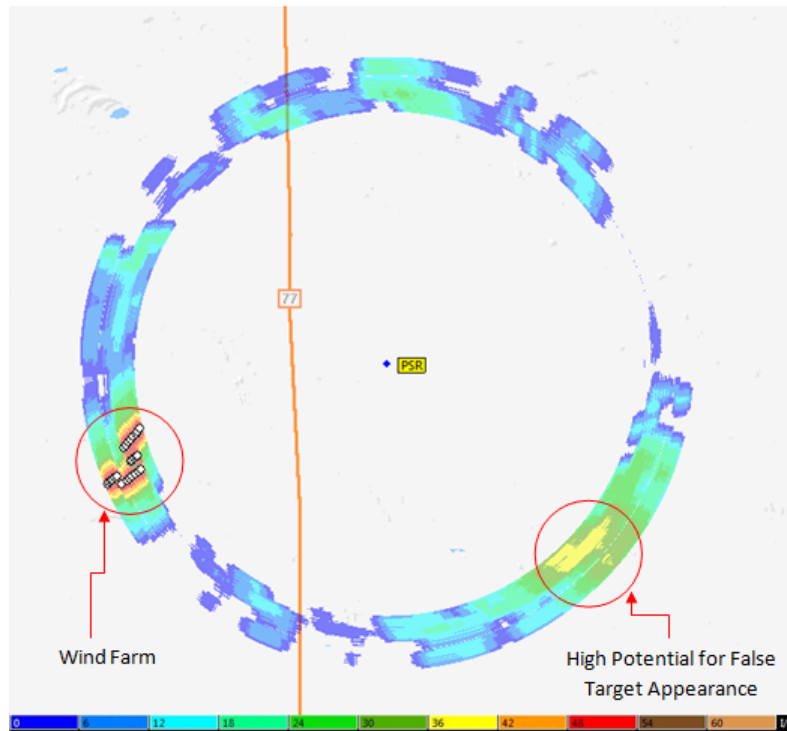 77
PSR
Wind Farm
High Potential for False
Target Appearance
0 6 12 18 24 30 36 42 48 54 60